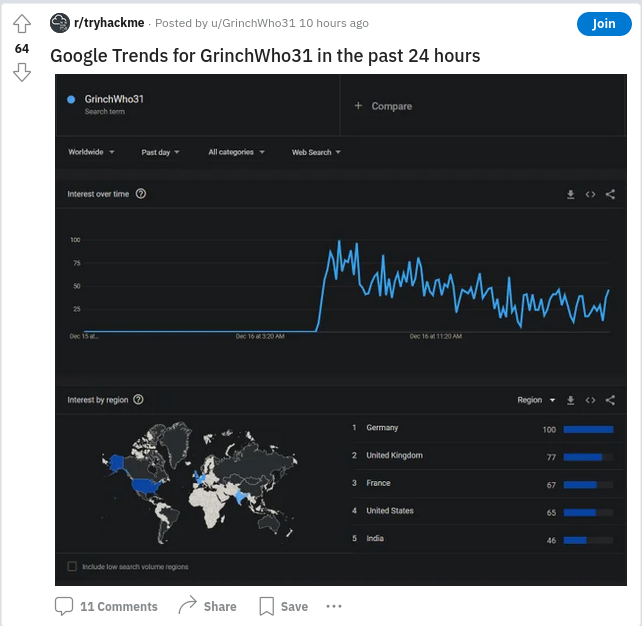 r/tryhackme · Posted by u/GrinchWho31 10 hours ago
Join
64
Google Trends for GrinchWho31 in the past 24 hours
GrinchWho31
Search term
+ Compare
Worldwide
Past day
All categories
Web Search
Interest over time ?
100
75
50
25
Dec 15 at...
Dec 16 at 3:20 AM
Dec 16 at 11:20 AM
Interest by region ?
Region
1 Germany 100
2 United Kingdom 77
3 France 67
4 United States 65
5 India 46
Include low search volume regions
11 Comments
Share
Save
...